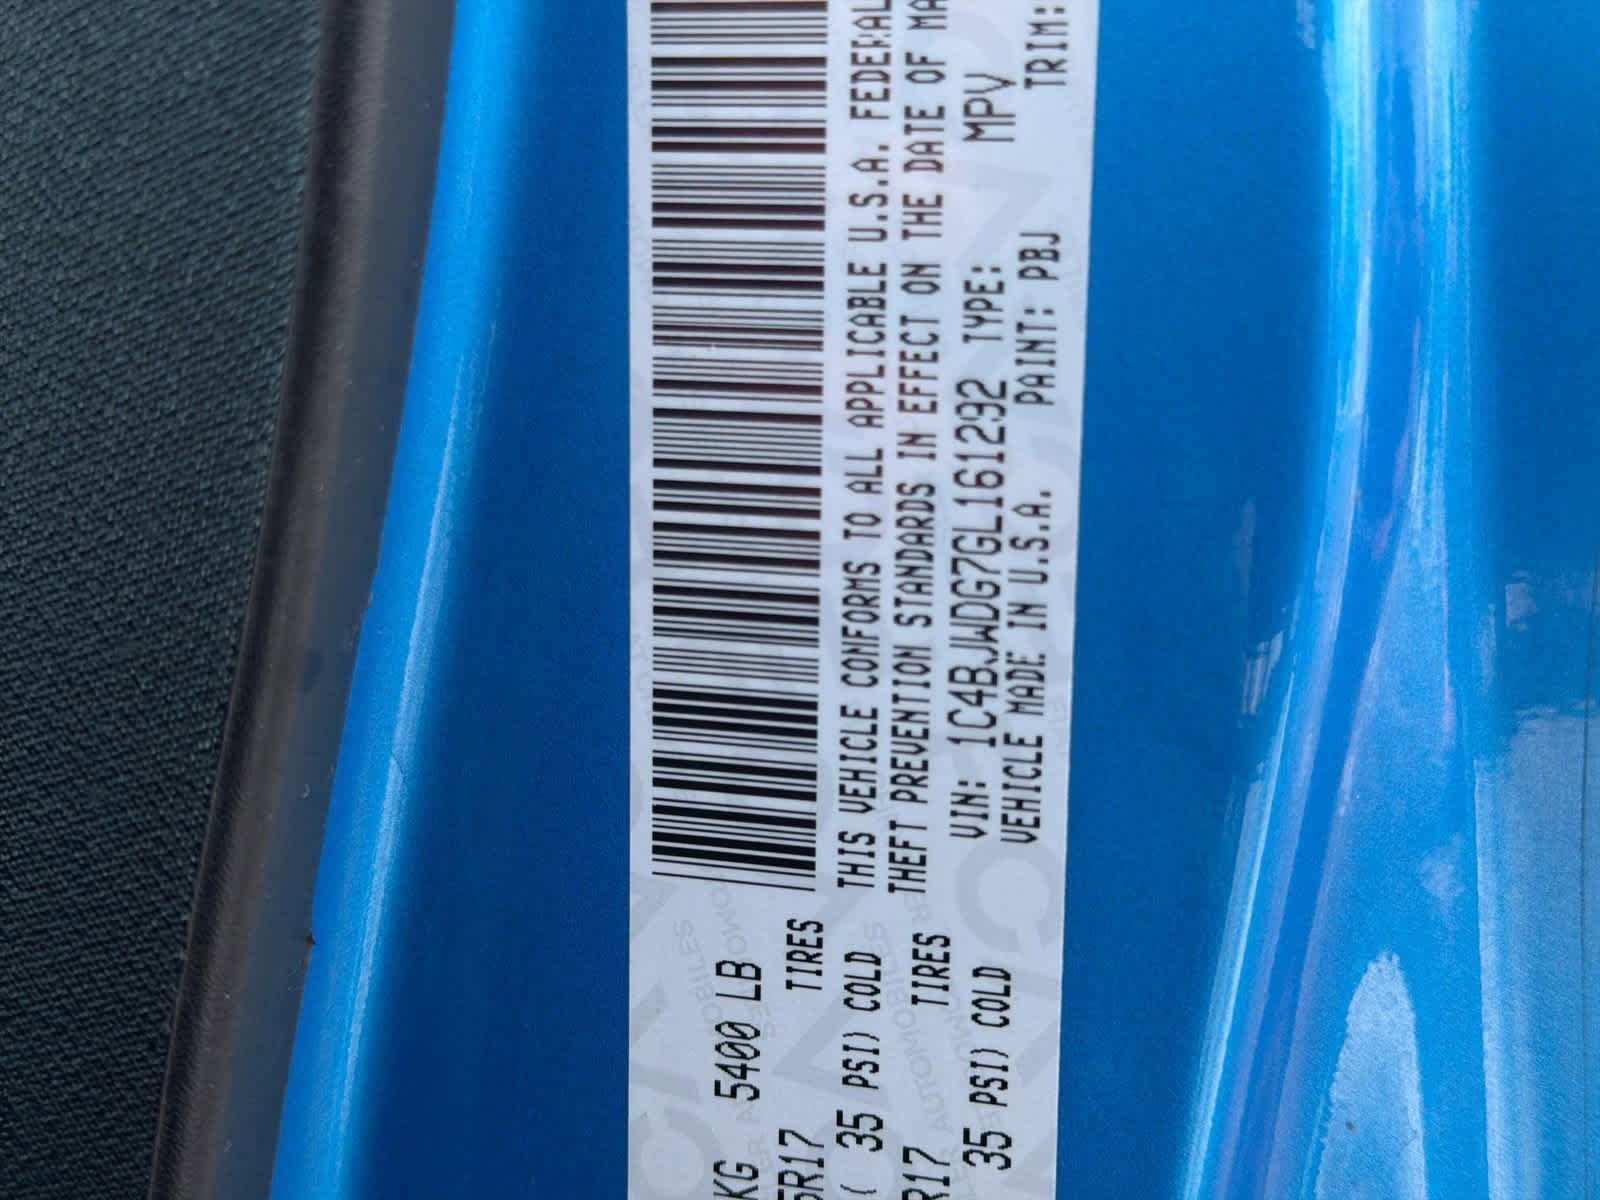 KG 5400 LB
TIRES
R17
( 35 PSI) COLD
TIRES
R17
35 PSI) COLD
THIS VEHICLE CONFORMS TO ALL APPLICABLE U.S.A. FEDERAL
THEFT PREVENTION STANDARDS IN EFFECT ON THE DATE OF MA
VIN: 1C4BJWDG7GL161292 TYPE: MPV
VEHICLE MADE IN U.S.A. PAINT: PBJ TRIM: